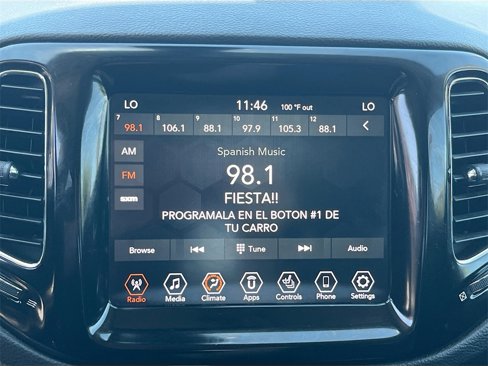 LO 11:46 100 °F out LO
7 8 9 10 11 12
98.1 106.1 88.1 97.9 105.3 88.1
AM
Spanish Music
FM
98.1
SXM
FIESTA!!
PROGRAMALA EN EL BOTON #1 DE
TU CARRO
Browse Tune Audio
Radio Media Climate Apps Controls Phone Settings